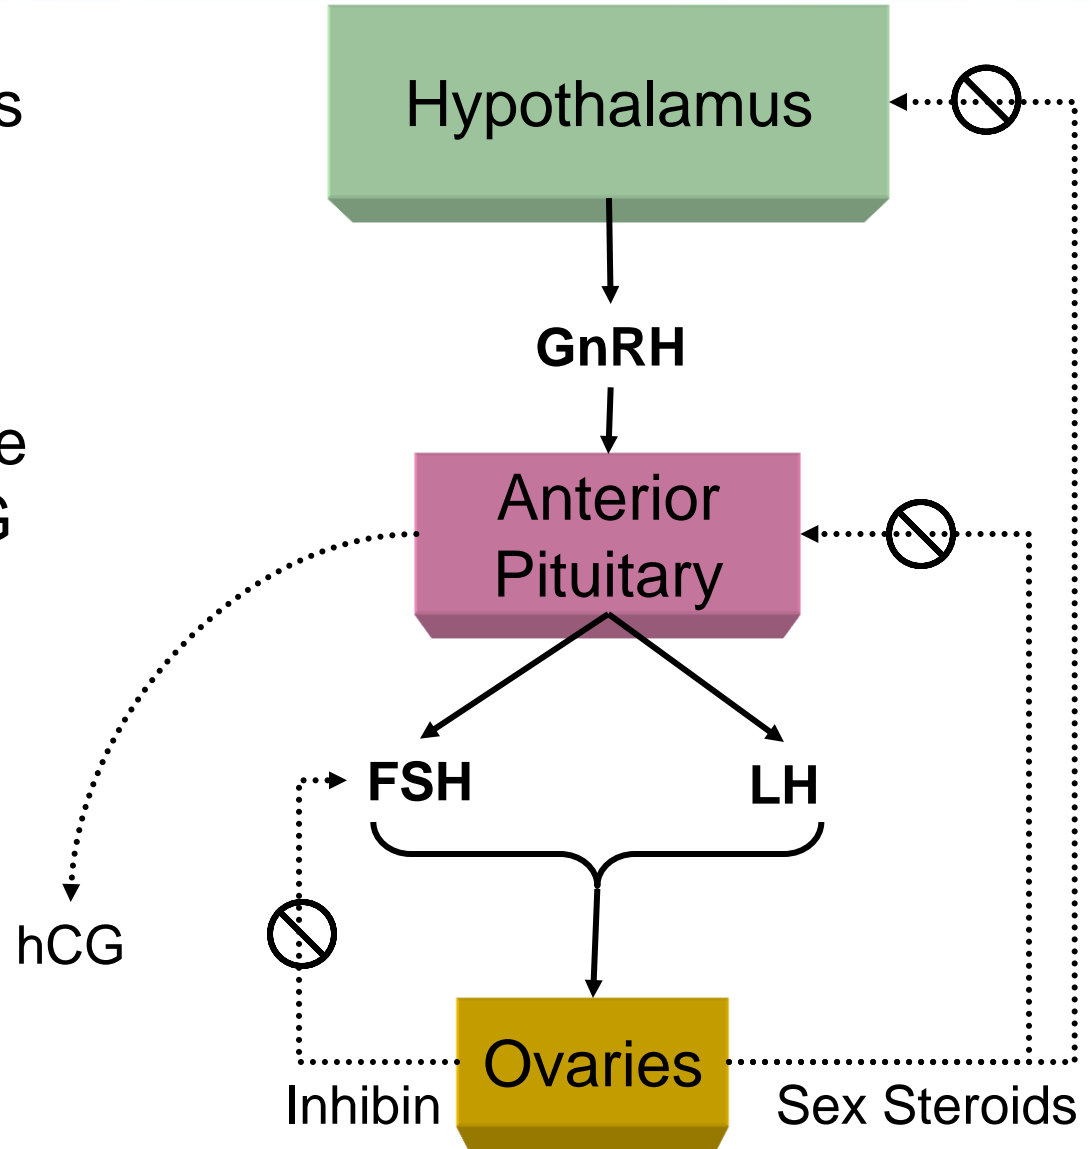 Hypothalamus
GnRH
Anterior
Pituitary
FSH
LH
hCG
Ovaries
Inhibin
Sex Steroids